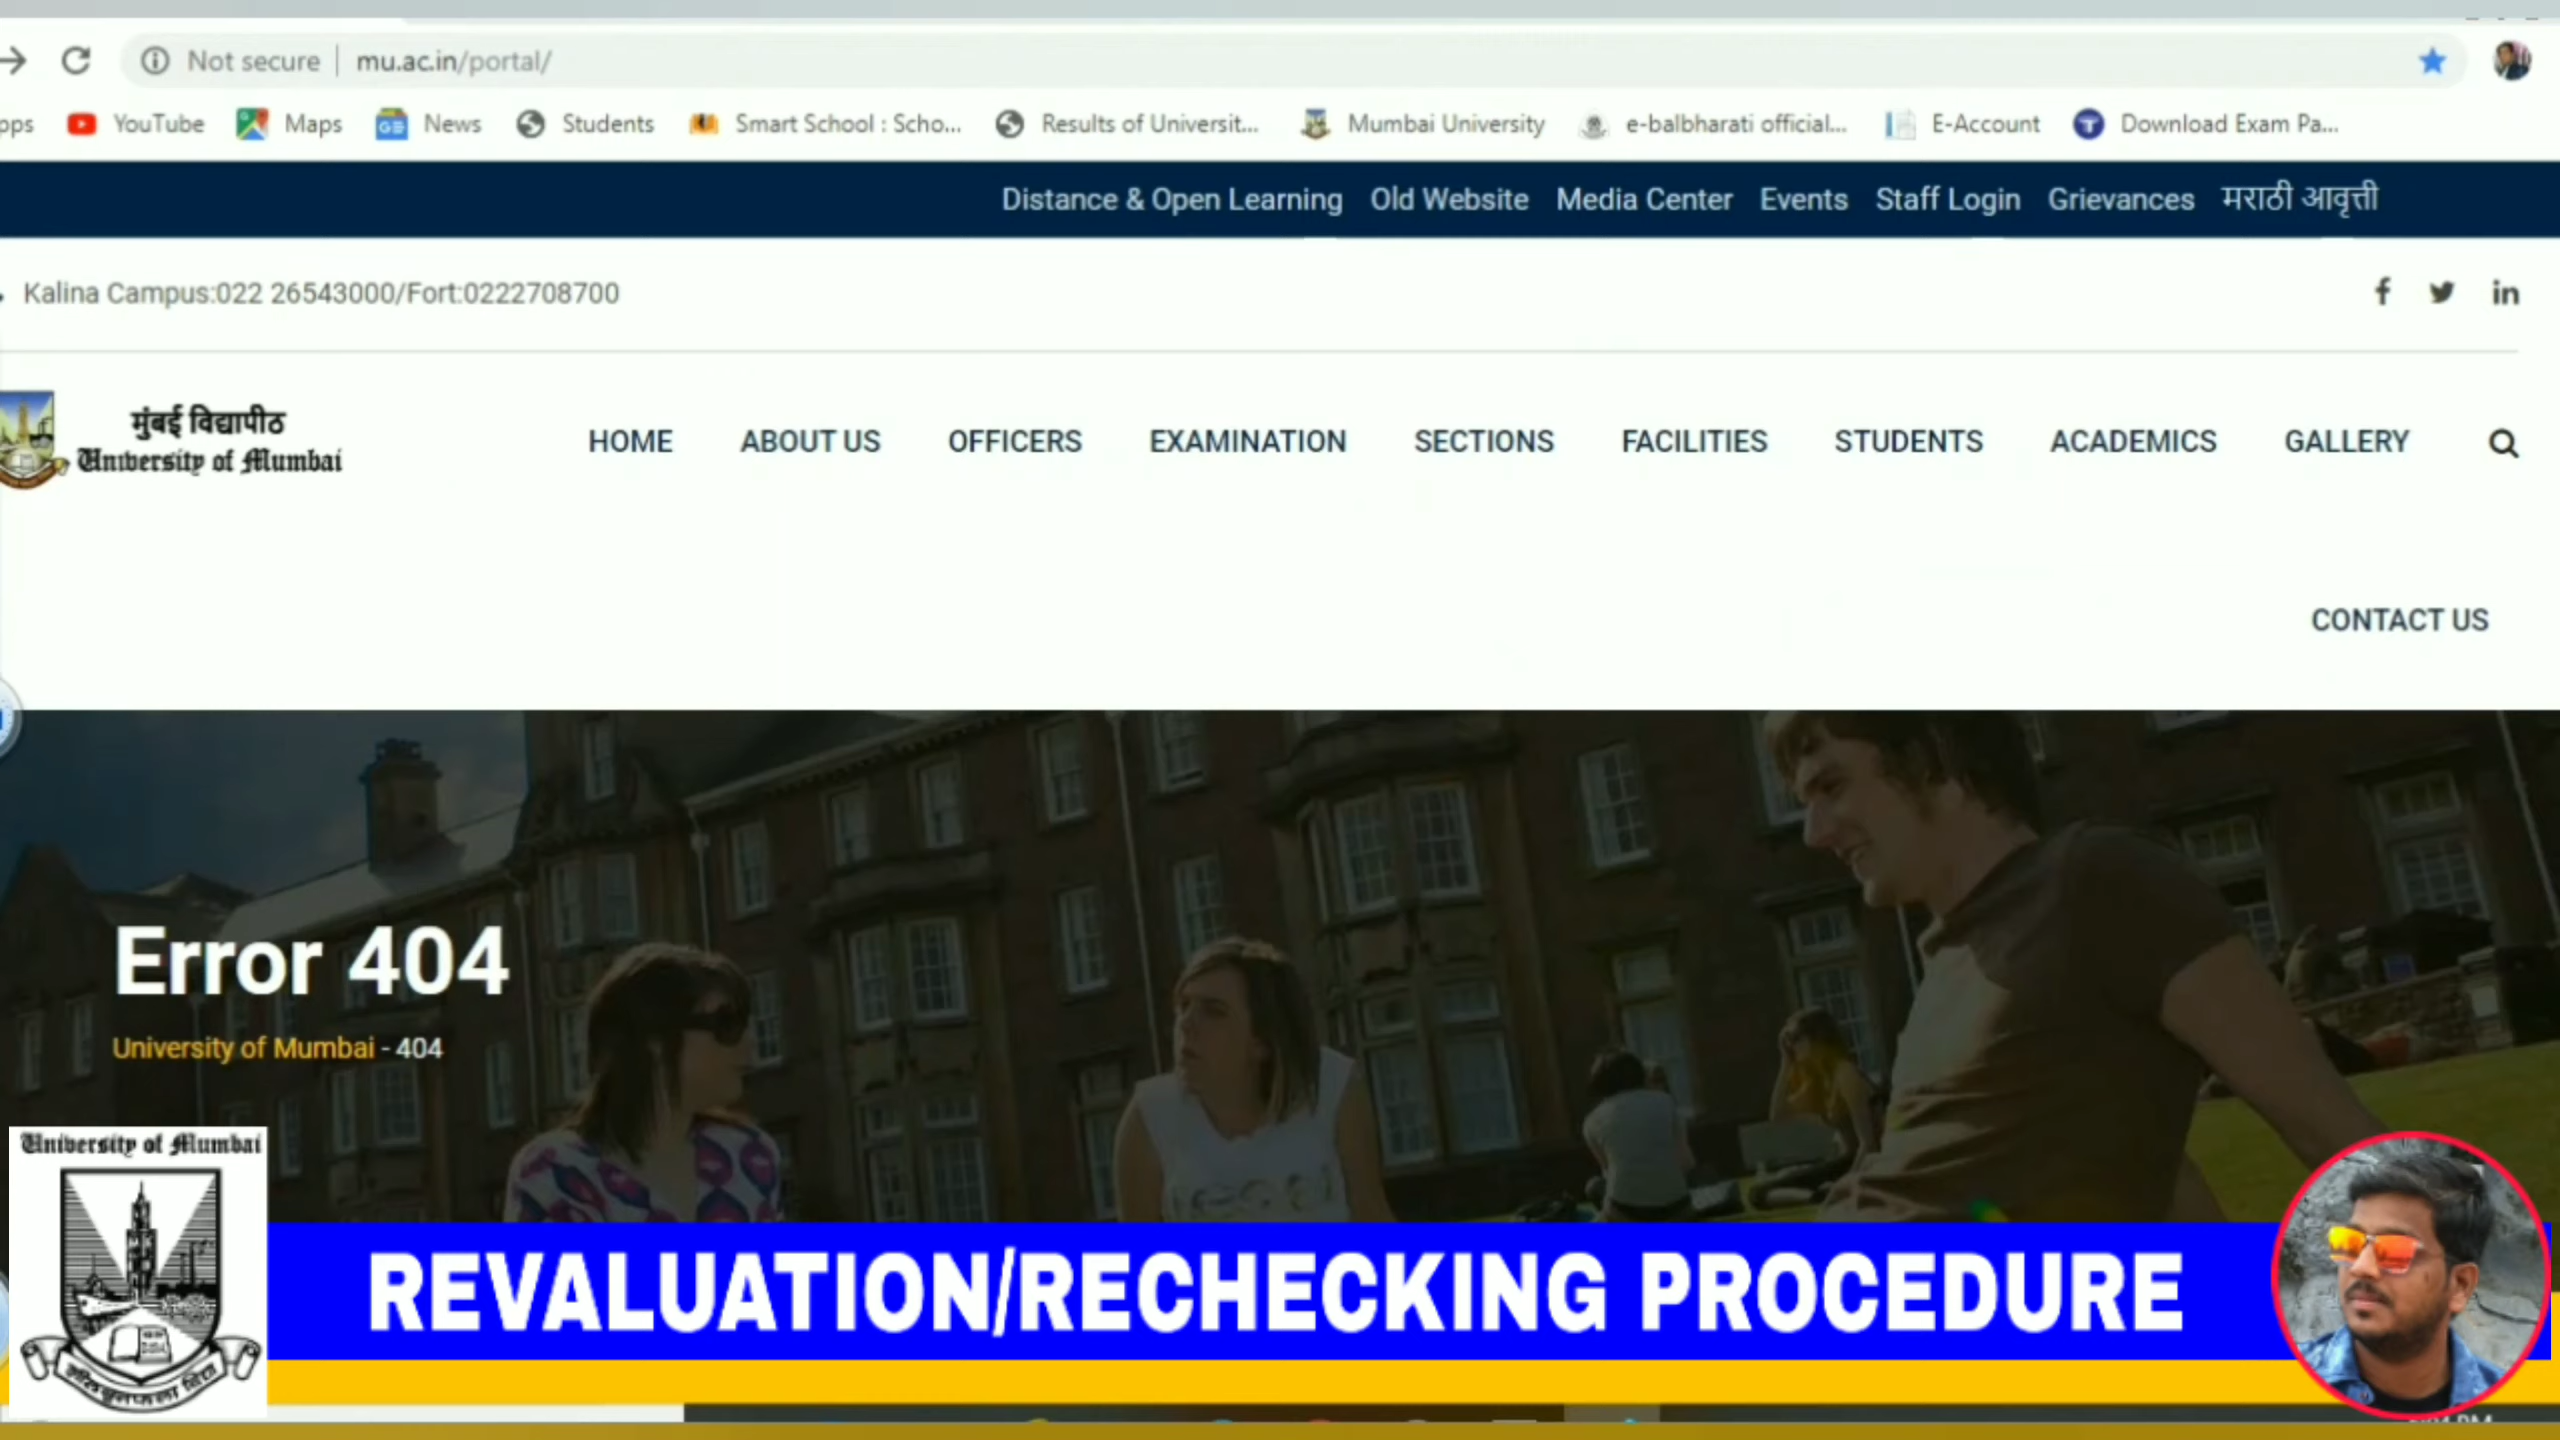 Not secure | mu.ac.in/portal/
pps YouTube Maps News Students Smart School : Scho... Results of Universit... Mumbai University e-balbharati official... E-Account Download Exam Pa...
Distance & Open Learning Old Website Media Center Events Staff Login Grievances मराठी आवृत्ती
Kalina Campus:022 26543000/Fort:0222708700
मुंबई विद्यापीठ
University of Mumbai
HOME ABOUT US OFFICERS EXAMINATION SECTIONS FACILITIES STUDENTS ACADEMICS GALLERY
CONTACT US
Error 404
University of Mumbai - 404
University of Mumbai
REVALUATION/RECHECKING PROCEDURE